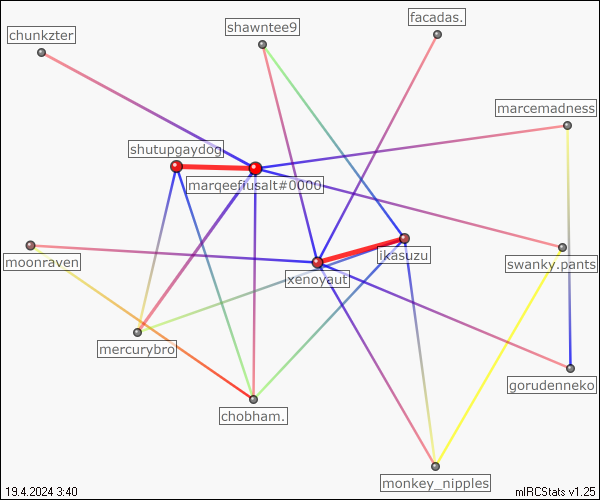 facadas.
shawntee9
chunkzter
marcemadness
shutupgaydog
marqeefiusalt#0000
ikasuzu
moonraven
swanky.pants
xenoyaut
mercurybro
gorudenneko
chobham.
monkey_nipples
19.4.2024 3:40
mIRCStats v1.25